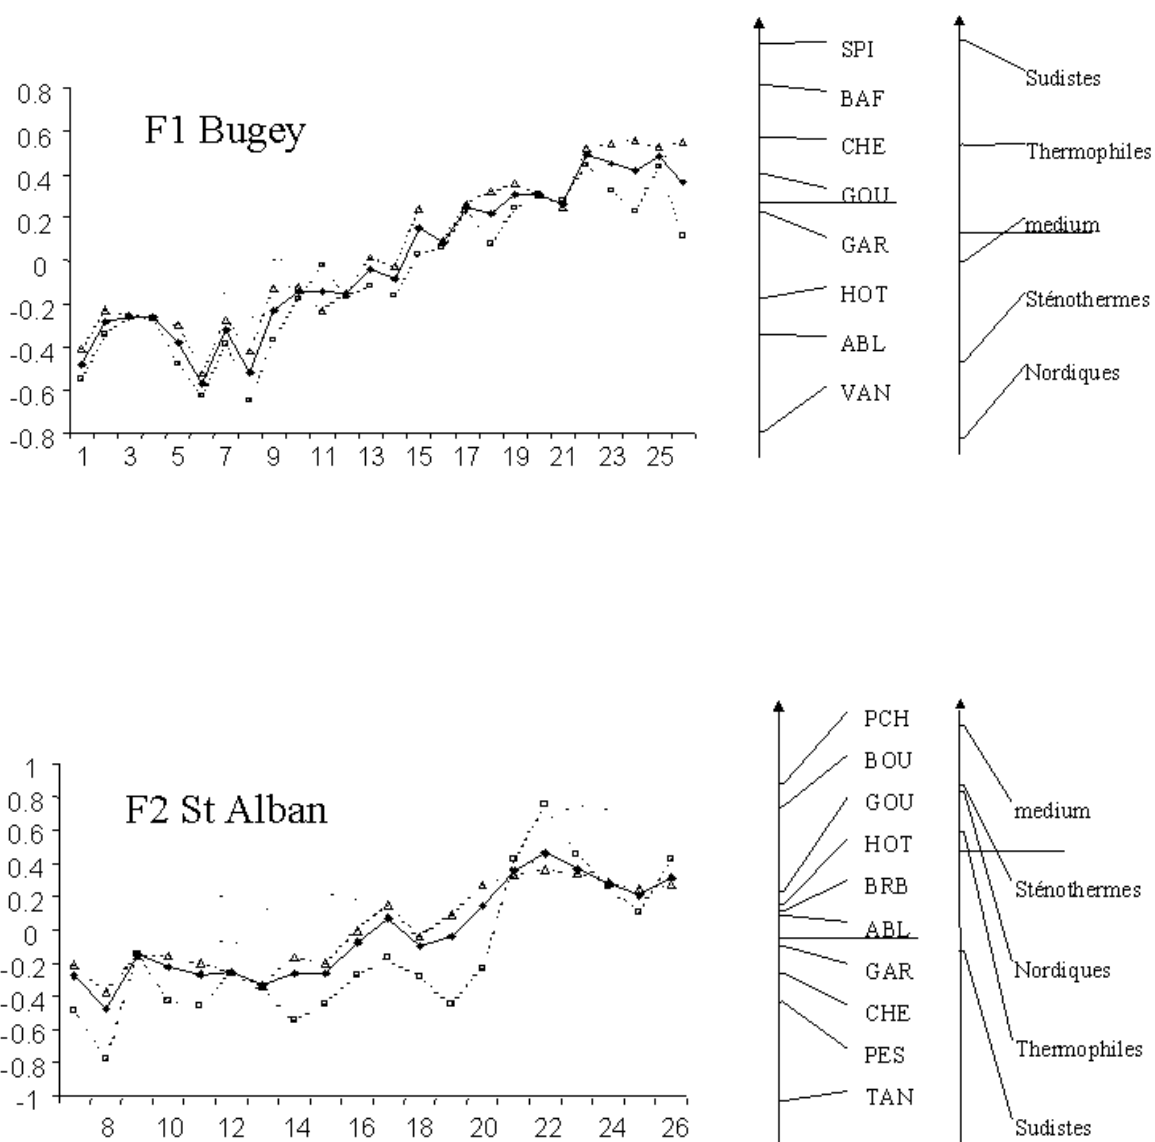 F1 Bugey
0.8
0.6
0.4
0.2
0
-0.2
-0.4
-0.6
-0.8
1 3 5 7 9 11 13 15 17 19 21 23 25
SPI
BAF
CHE
GOU
GAR
HOT
ABL
VAN
Sudistes
Thermophiles
medium
Sténothermes
Nordiques
F2 St Alban
1
0.8
0.6
0.4
0.2
0
-0.2
-0.4
-0.6
-0.8
-1
8 10 12 14 16 18 20 22 24 26
PCH
BOU
GOU
HOT
BRB
ABL
GAR
CHE
PES
TAN
medium
Sténothermes
Nordiques
Thermophiles
Sudistes